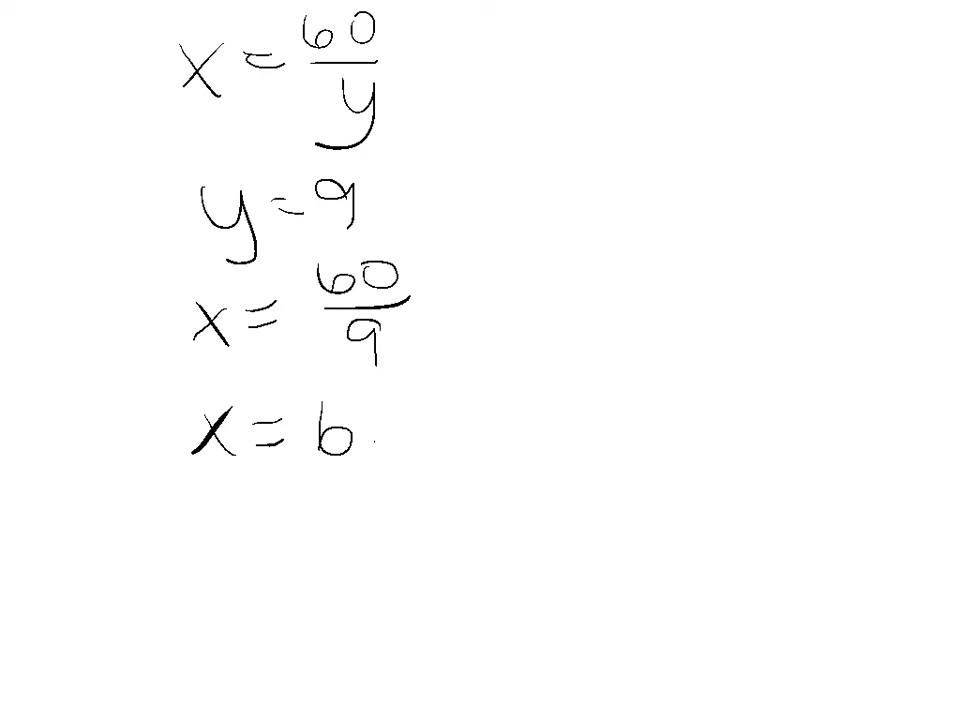 x = 60/y
y = 9
x = 60/9
x = 6.